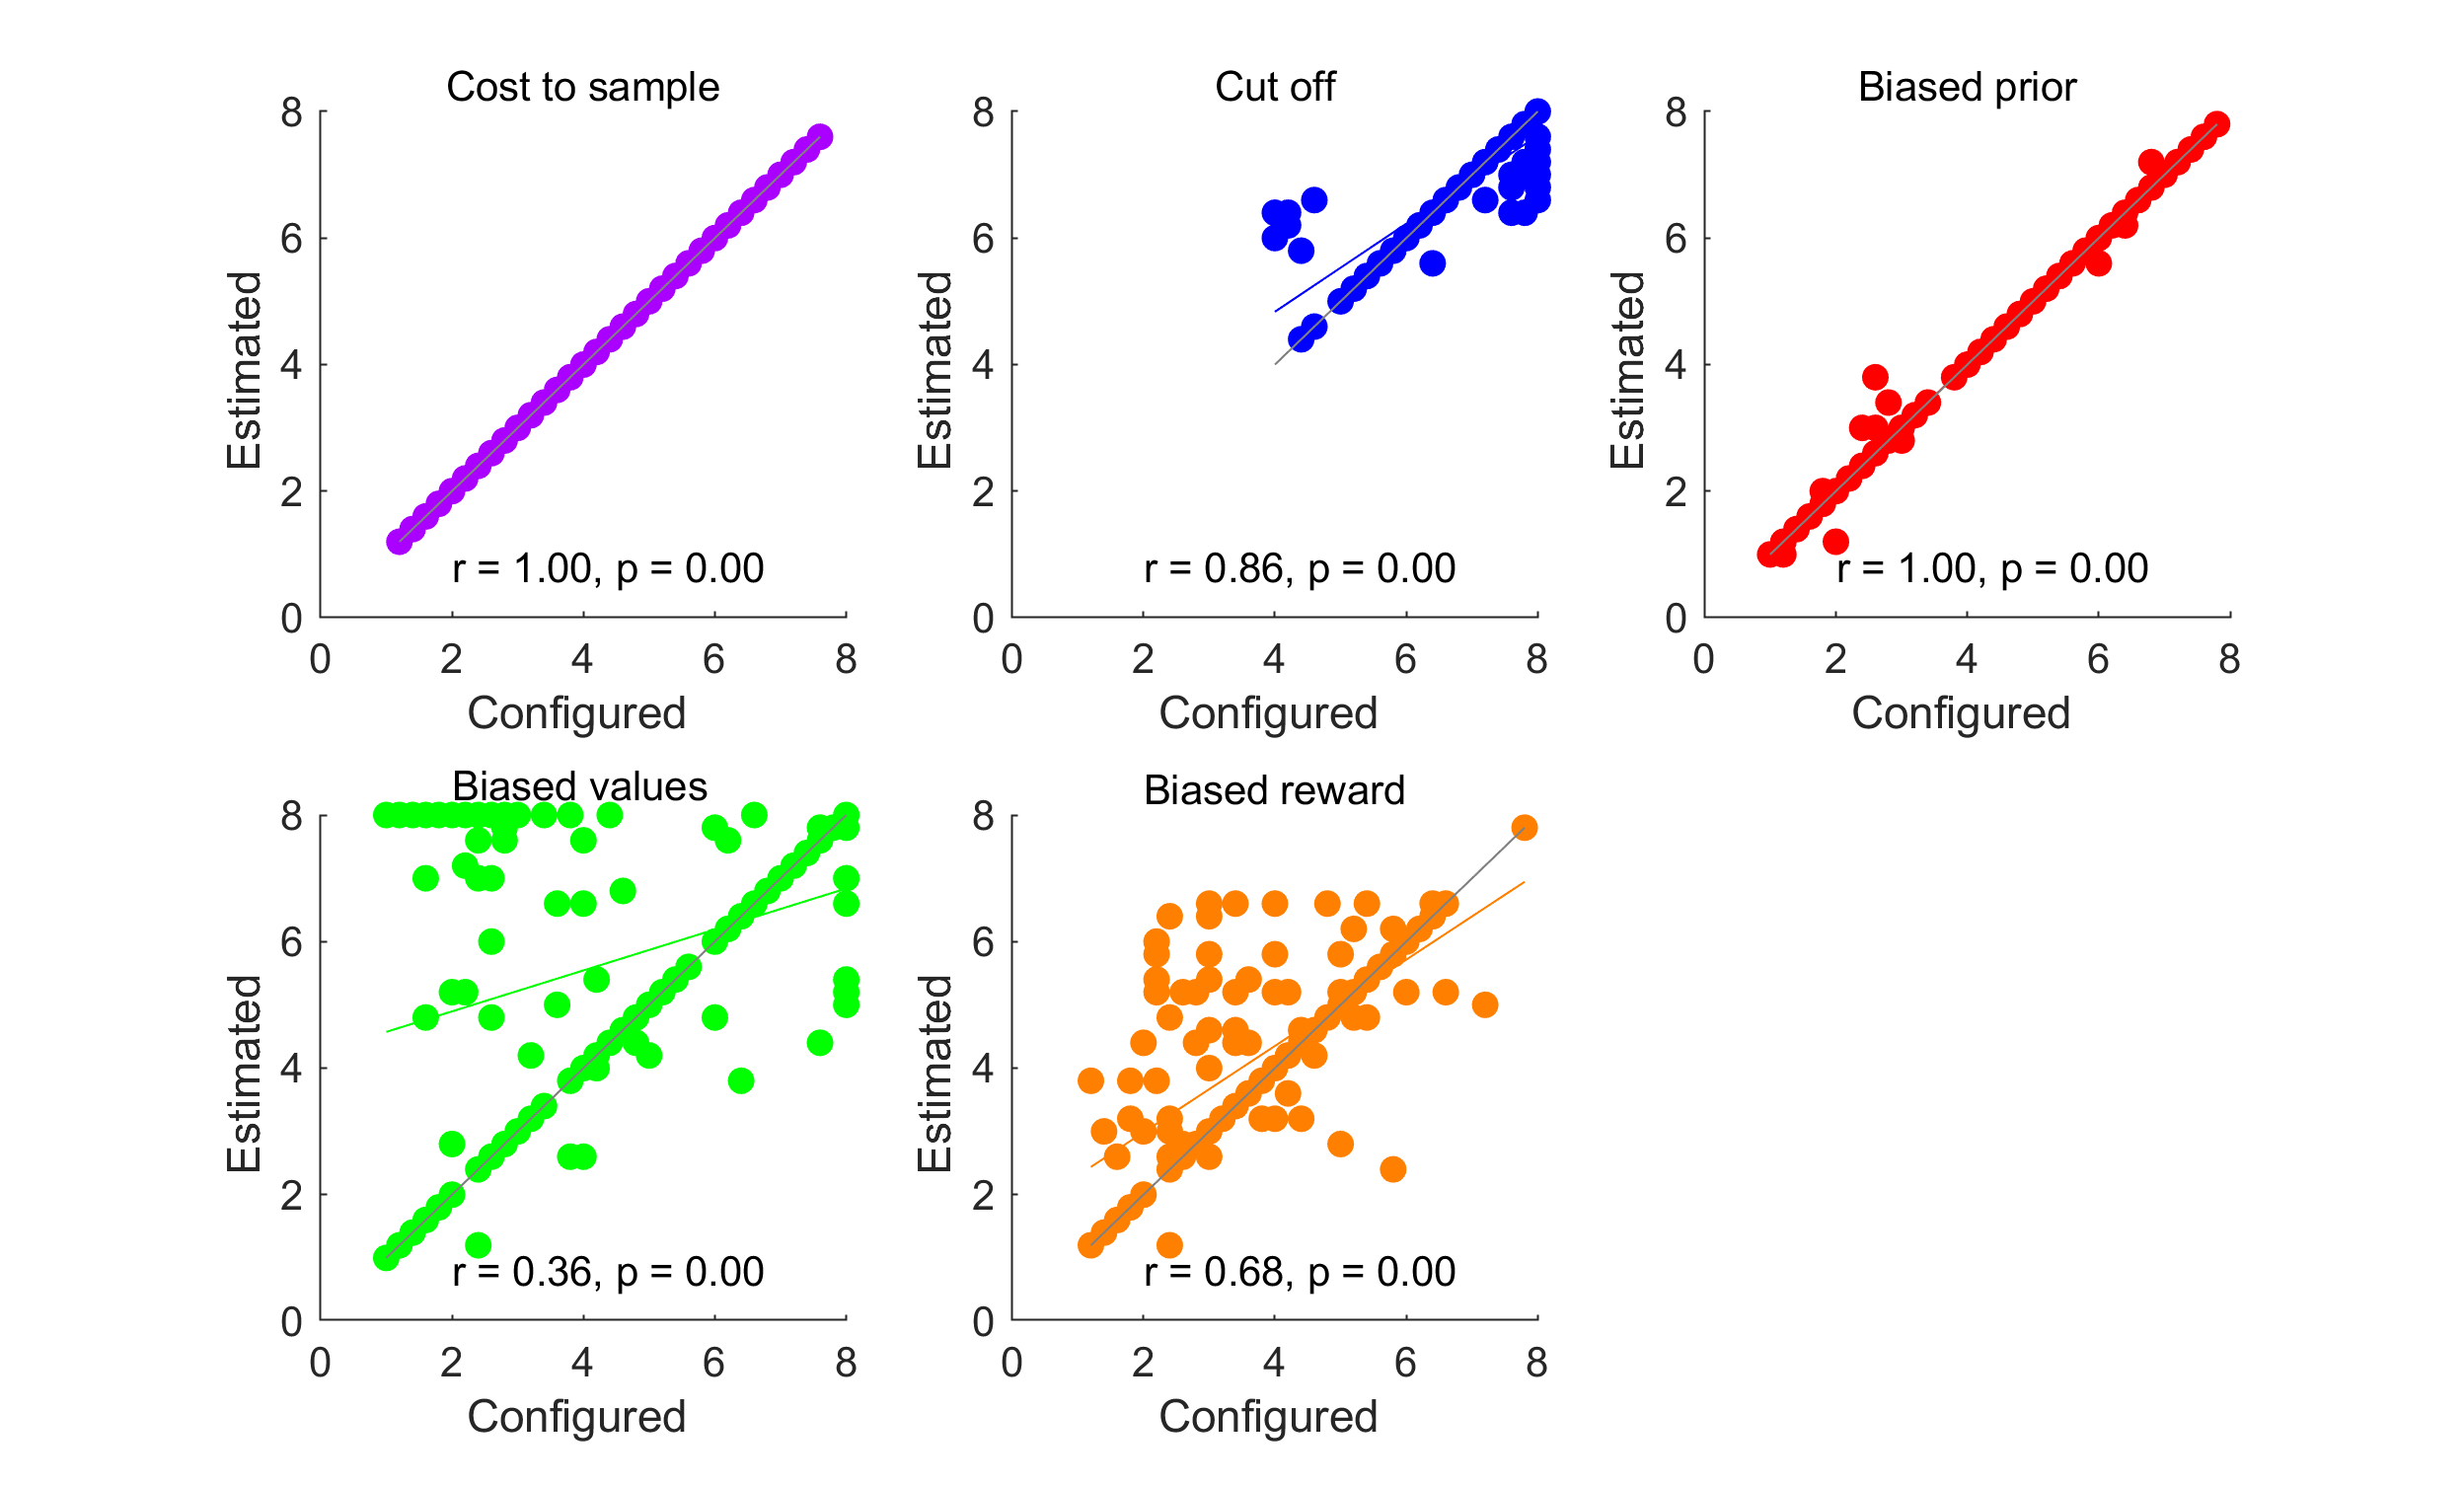 Cost to sample
8
6
4
2
0
Estimated
r = 1.00, p = 0.00
0 2 4 6 8
Configured
Cut off
8
6
4
2
0
Estimated
r = 0.86, p = 0.00
0 2 4 6 8
Configured
Biased prior
8
6
4
2
0
Estimated
r = 1.00, p = 0.00
0 2 4 6 8
Configured
Biased values
8
6
4
2
0
Estimated
r = 0.36, p = 0.00
0 2 4 6 8
Configured
Biased reward
8
6
4
2
0
Estimated
r = 0.68, p = 0.00
0 2 4 6 8
Configured